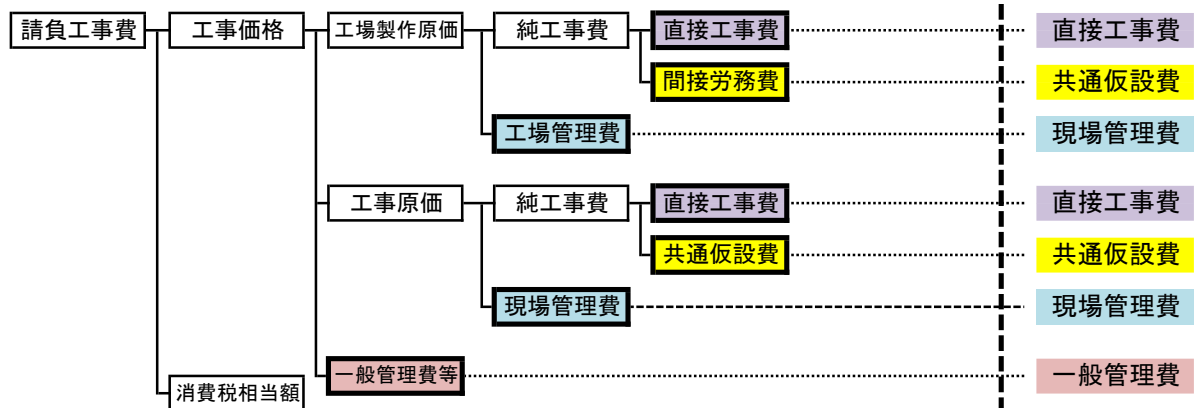 請負工事費 工事価格 工場製作原価 純工事費 直接工事費 直接工事費
間接労務費 共通仮設費
工場管理費 現場管理費
工事原価 純工事費 直接工事費 直接工事費
共通仮設費 共通仮設費
現場管理費 現場管理費
一般管理費等 一般管理費
消費税相当額